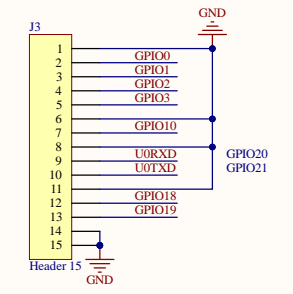 GND
J3
1
2 GPIO0
3 GPIO1
4 GPIO2
5 GPIO3
6
7 GPIO10
8
9 U0RXD GPIO20
10 U0TXD GPIO21
11
12 GPIO18
13 GPIO19
14
15
Header 15
GND